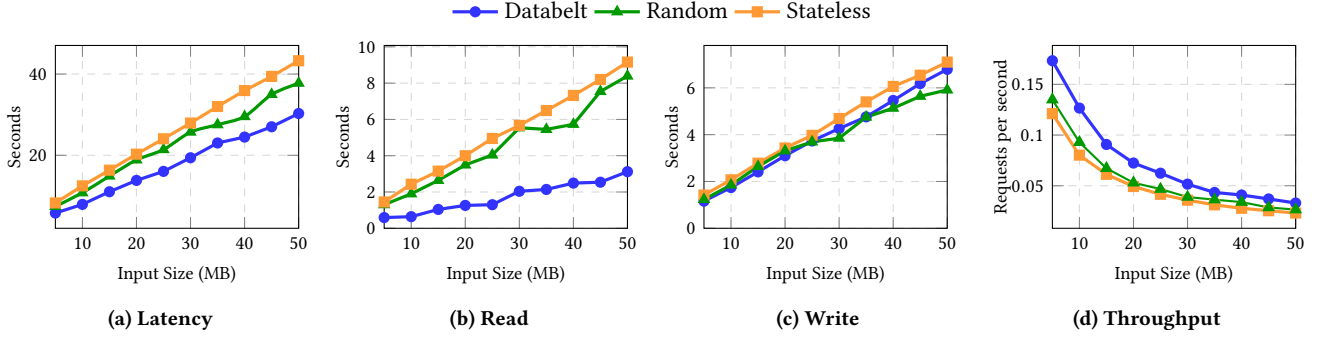 Databelt Random Stateless
Seconds
40
20
10 20 30 40 50
Input Size (MB)
(a) Latency
Seconds
10
8
6
4
2
0
10 20 30 40 50
Input Size (MB)
(b) Read
Seconds
6
4
2
0
10 20 30 40 50
Input Size (MB)
(c) Write
Requests per second
0.15
0.1
0.05
10 20 30 40 50
Input Size (MB)
(d) Throughput